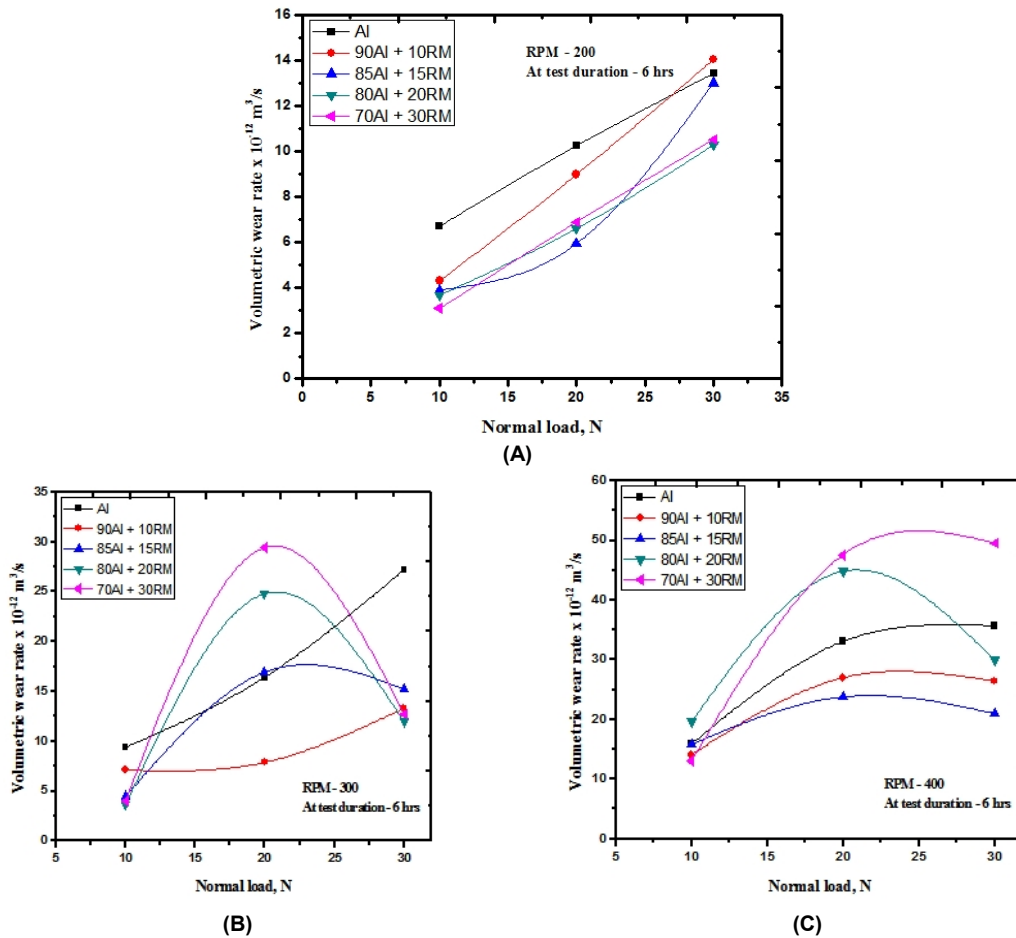 Al
90Al + 10RM
85Al + 15RM
80Al + 20RM
70Al + 30RM
RPM - 200
At test duration - 6 hrs
Volumetric wear rate x 10⁻¹² m³/s
16
14
12
10
8
6
4
2
0
0 5 10 15 20 25 30 35
Normal load, N
(A)
Al
90Al + 10RM
85Al + 15RM
80Al + 20RM
70Al + 30RM
Volumetric wear rate x 10⁻¹² m³/s
35
30
25
20
15
10
5
0
RPM - 300
At test duration - 6 hrs
5 10 15 20 25 30
Normal load, N
(B)
Al
90Al + 10RM
85Al + 15RM
80Al + 20RM
70Al + 30RM
Volumetric wear rate x 10⁻¹² m³/s
60
50
40
30
20
10
0
RPM - 400
At test duration - 6 hrs
5 10 15 20 25 30
Normal load, N
(C)